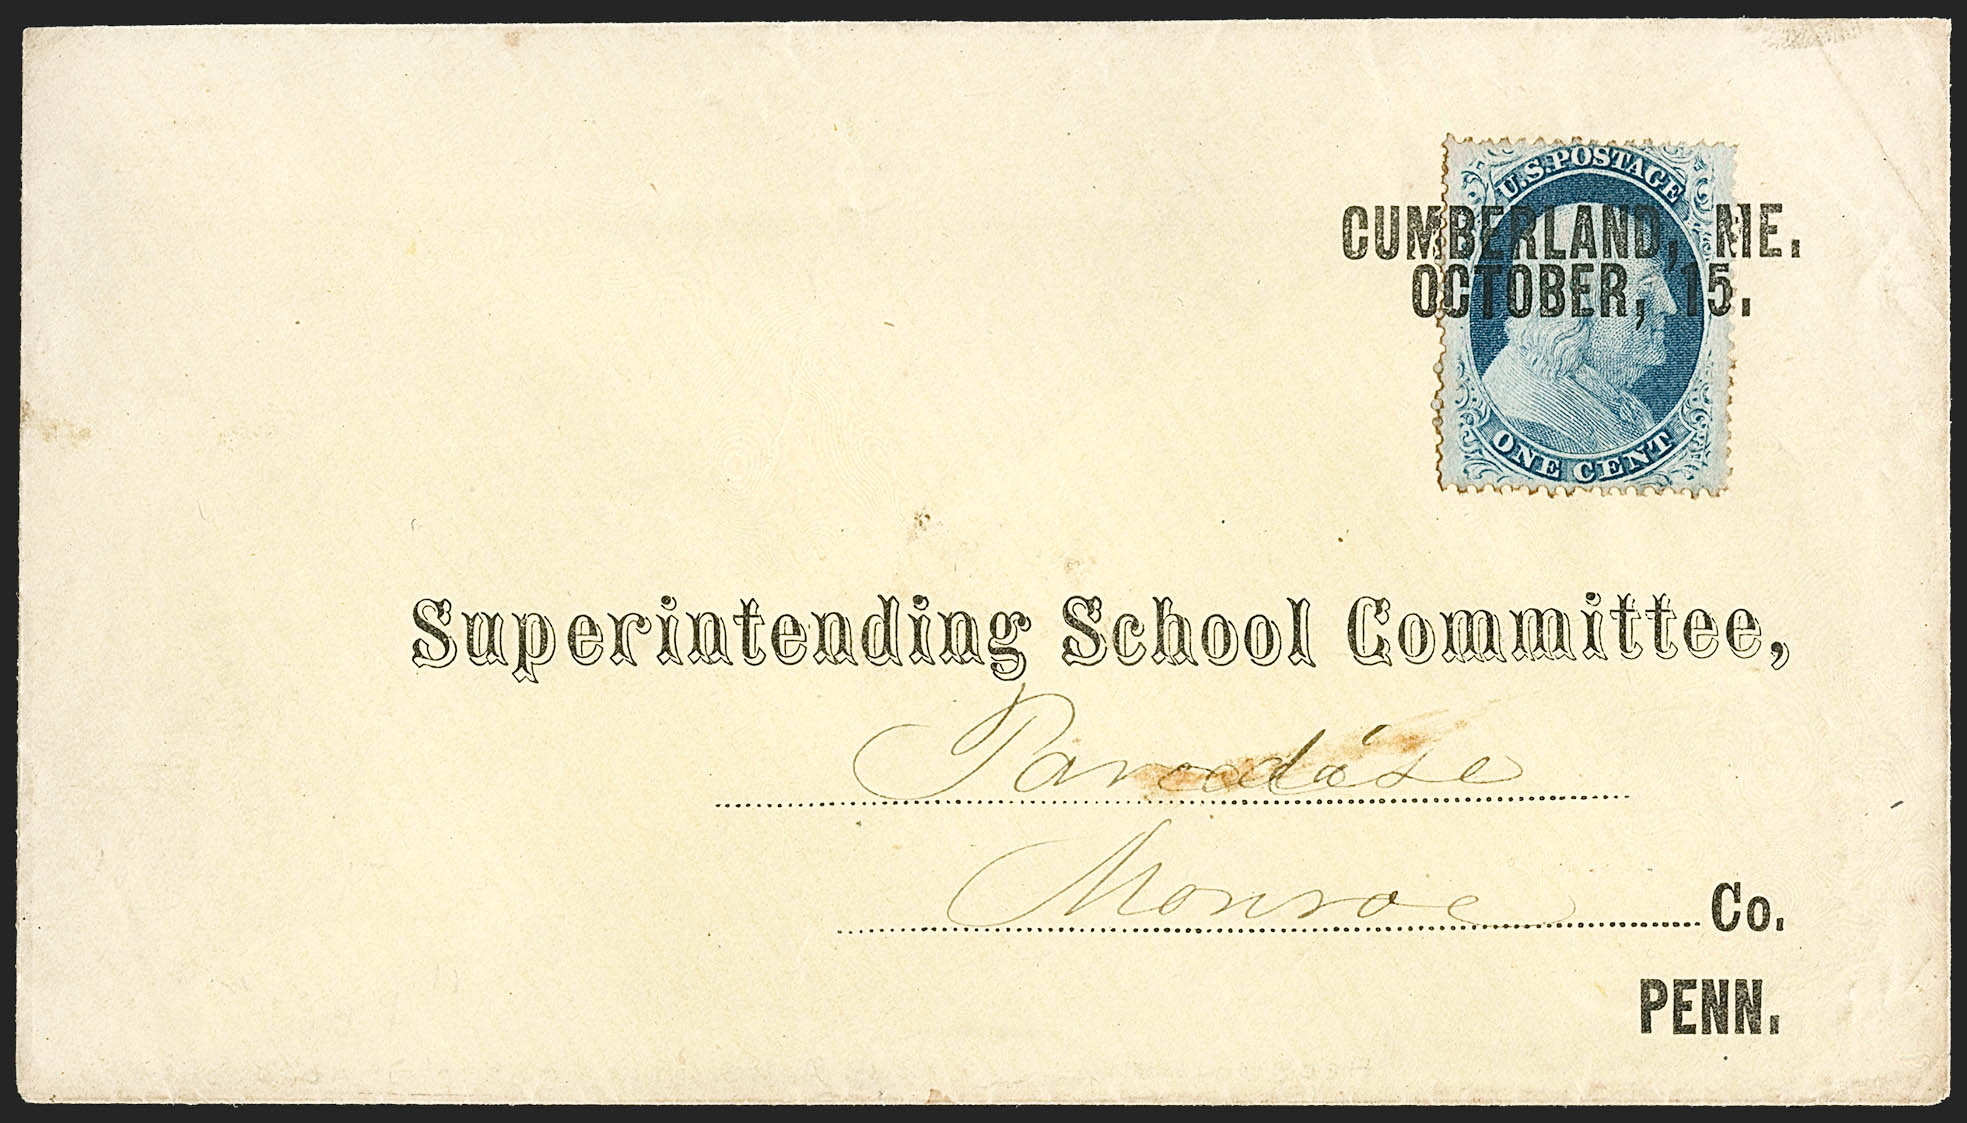 U.S. POSTAGE
CUMBERLAND, ME.
OCTOBER, 15.
ONE CENT
Superintending School Committee,
Paradise
Monroe Co.
PENN.